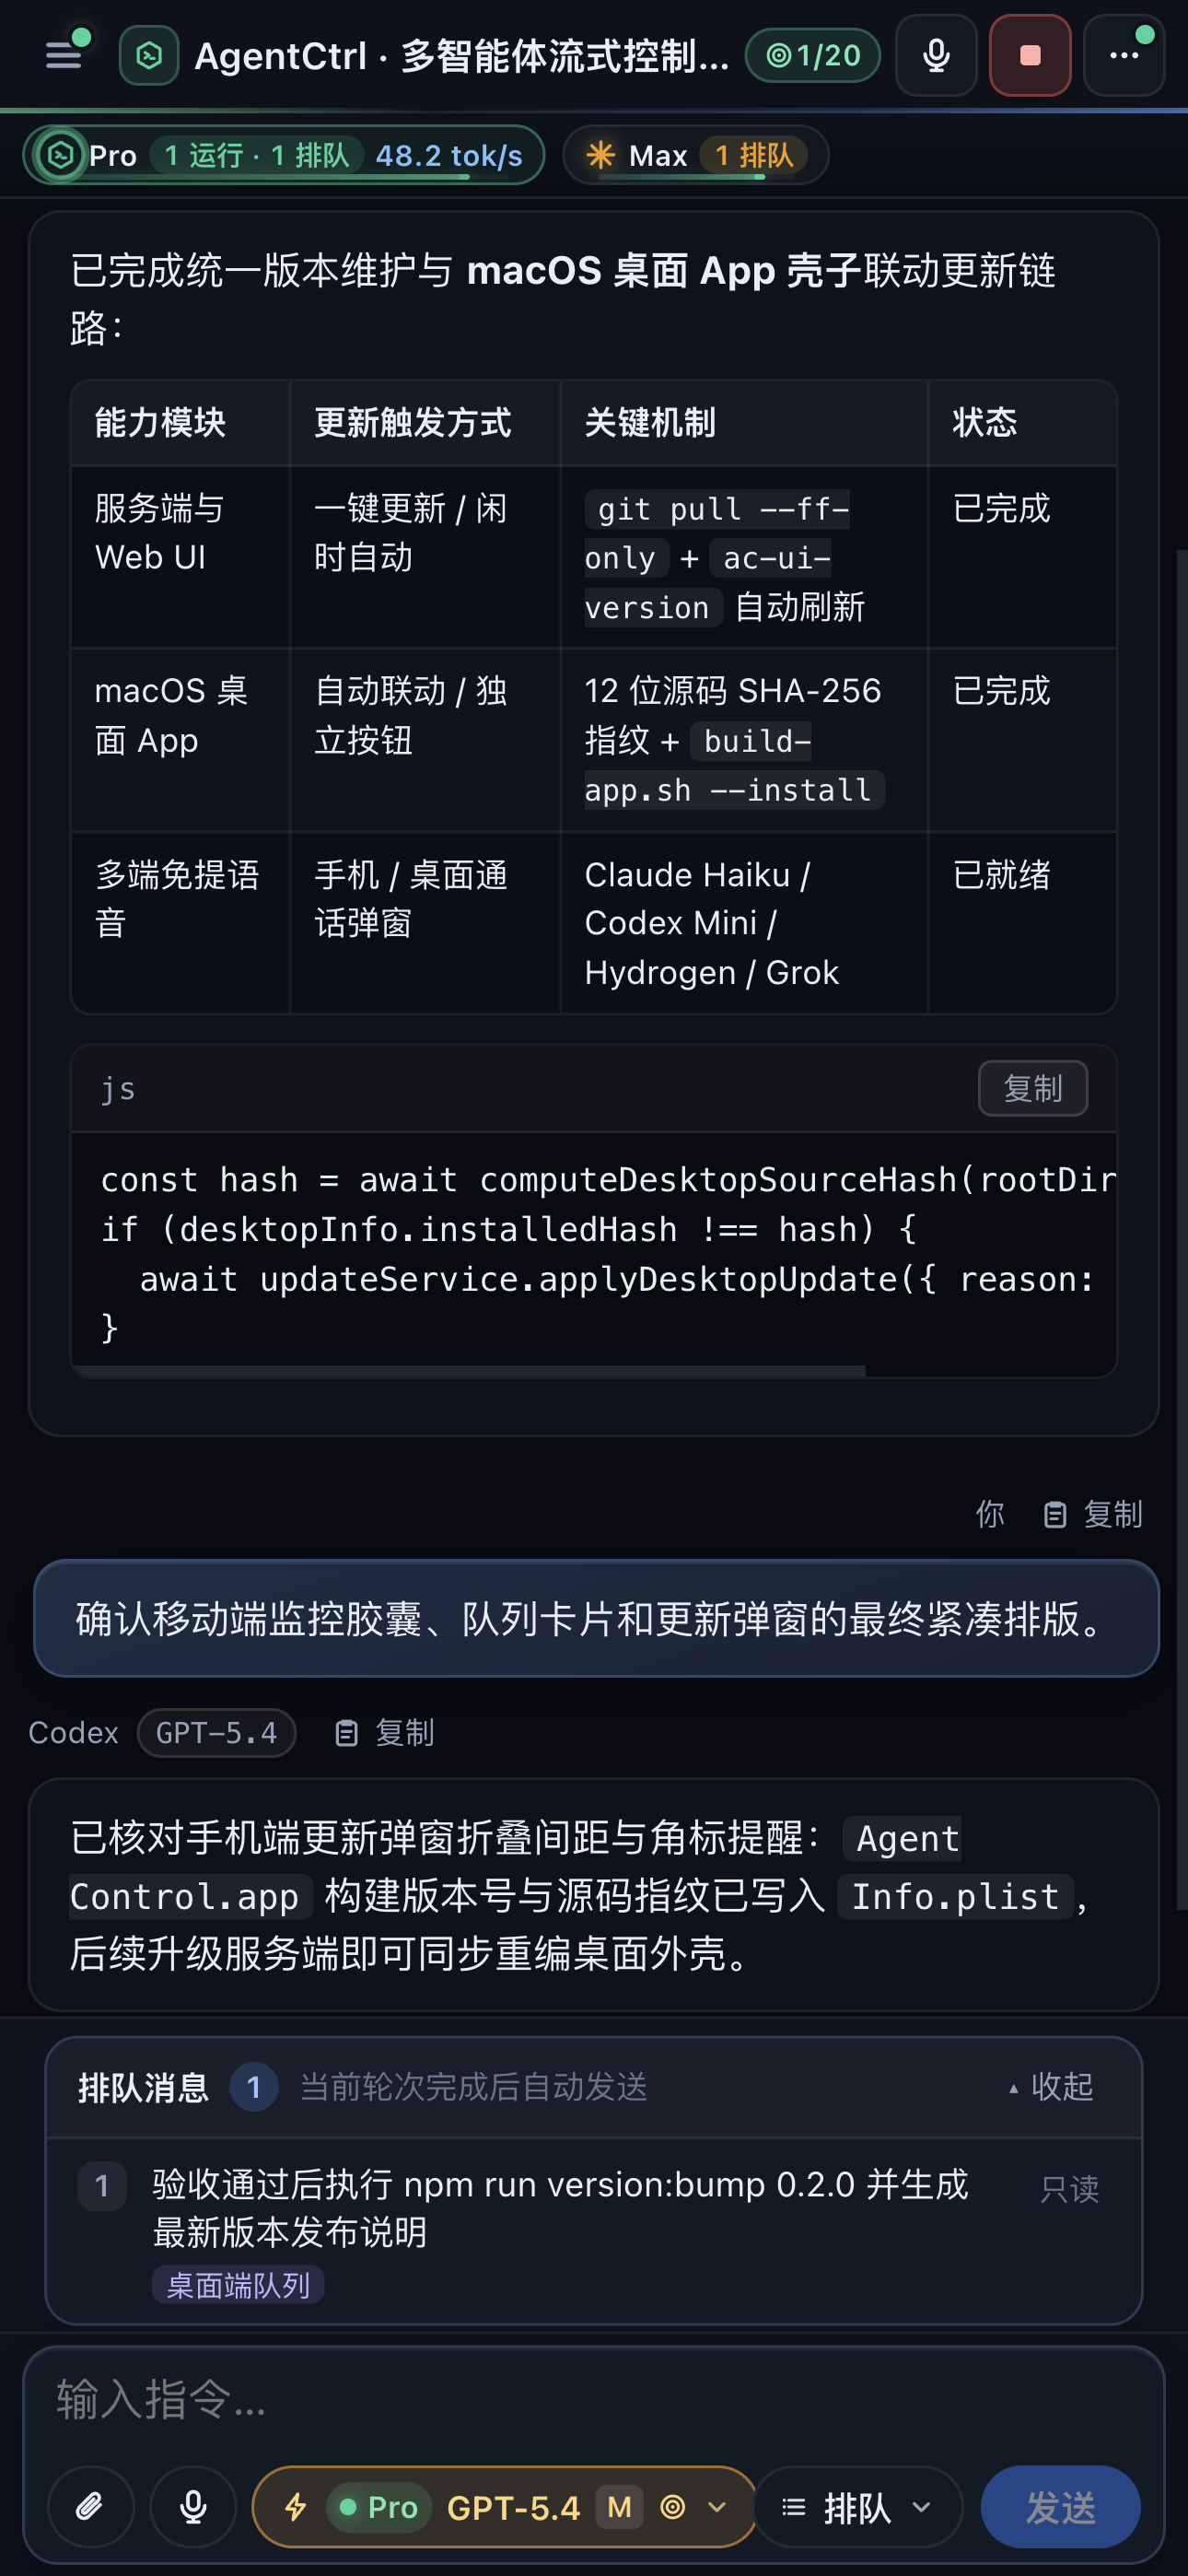 AgentCtrl · 多智能体流式控制...
1/20
Pro 1 运行 · 1 排队 48.2 tok/s
Max 1 排队
已完成统一版本维护与 macOS 桌面 App 壳子联动更新链
路：
能力模块 更新触发方式 关键机制 状态
服务端与
Web UI
一键更新 / 闲
时自动
git pull --ff-
only + ac-ui-
version 自动刷新
已完成
macOS 桌
面 App
自动联动 / 独
立按钮
12 位源码 SHA-256
指纹 + build-
app.sh --install
已完成
多端免提语
音
手机 / 桌面通
话弹窗
Claude Haiku /
Codex Mini /
Hydrogen / Grok
已就绪
js
复制
const hash = await computeDesktopSourceHash(rootDir
if (desktopInfo.installedHash !== hash) {
  await updateService.applyDesktopUpdate({ reason:
}
你 复制
确认移动端监控胶囊、队列卡片和更新弹窗的最终紧凑排版。
Codex GPT-5.4 复制
已核对手机端更新弹窗折叠间距与角标提醒：Agent
Control.app 构建版本号与源码指纹已写入 Info.plist，
后续升级服务端即可同步重编桌面外壳。
排队消息 1 当前轮次完成后自动发送 ▴ 收起
1 验收通过后执行 npm run version:bump 0.2.0 并生成
最新版本发布说明
只读
桌面端队列
输入指令...
Pro GPT-5.4 M
排队
发送